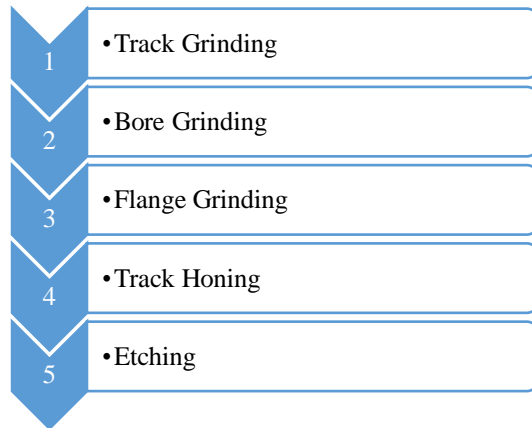 1
•Track Grinding
2
•Bore Grinding
3
•Flange Grinding
4
•Track Honing
5
•Etching